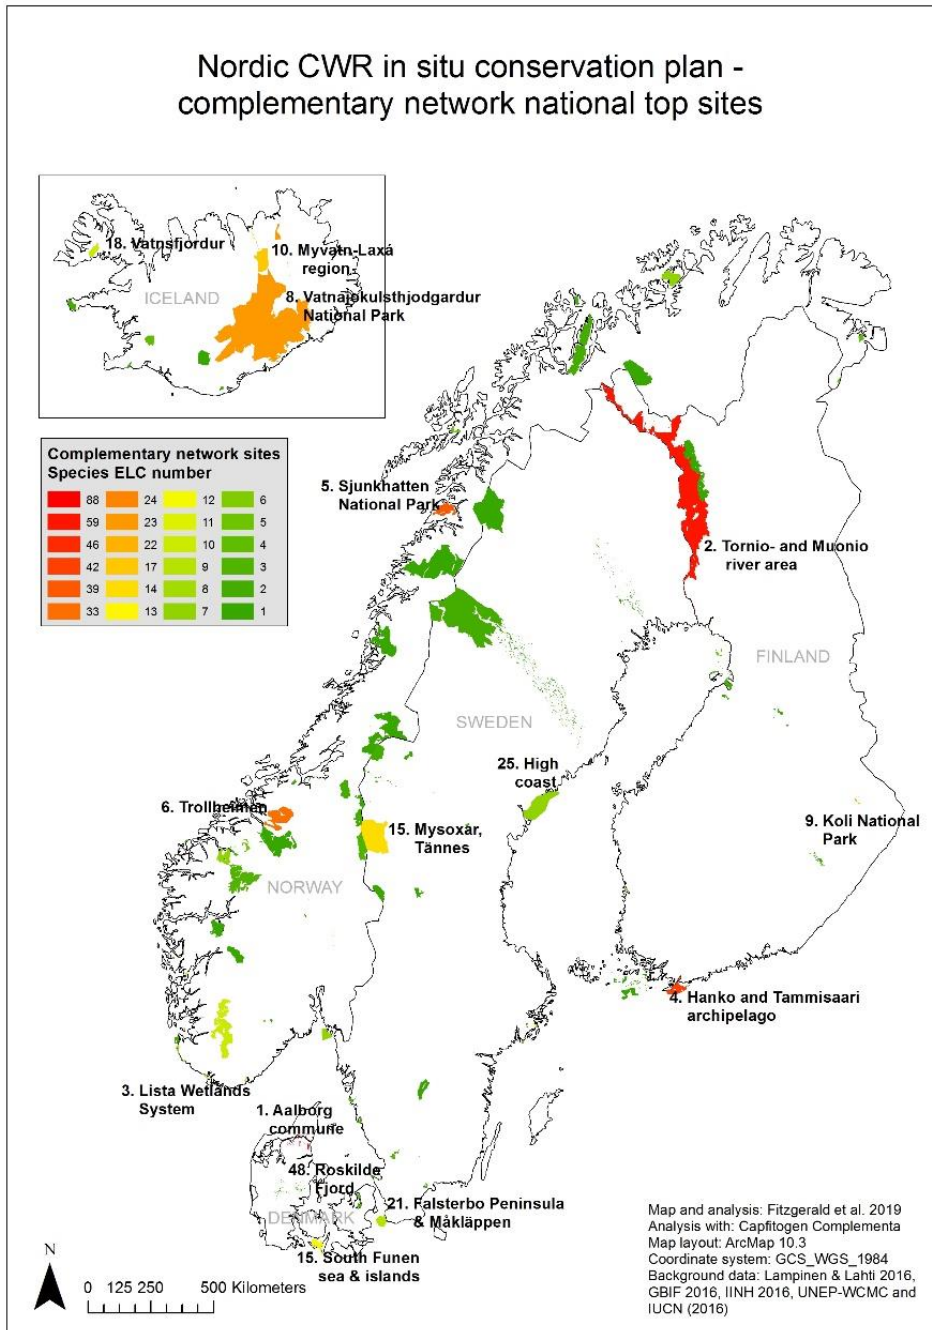 Nordic CWR in situ conservation plan -
complementary network national top sites
18. Vatnsfjordur
10. Myvatn-Laxá
region
ICELAND
8. Vatnajokulsthjodgardur
National Park
Complementary network sites
Species ELC number
88 24 12 6
59 23 11 5
46 22 10 4
42 17 9 3
39 14 8 2
33 13 7 1
5. Sjunkhatten
National Park
2. Tornio- and Muonio
river area
FINLAND
SWEDEN
25. High
coast
6. Trollheimen
15. Mysoxar,
Tännes
9. Koli National
Park
NORWAY
4. Hanko and Tammisaari
archipelago
3. Lista Wetlands
System
1. Aalborg
commune
48. Roskilde
Fjord
21. Falsterbo Peninsula
& Måkläppen
DENMARK
15. South Funen
sea & islands
N
0 125 250 500 Kilometers
Map and analysis: Fitzgerald et al. 2019
Analysis with: Capfitogen Complementa
Map layout: ArcMap 10.3
Coordinate system: GCS_WGS_1984
Background data: Lampinen & Lahti 2016,
GBIF 2016, IINH 2016, UNEP-WCMC and
IUCN (2016)